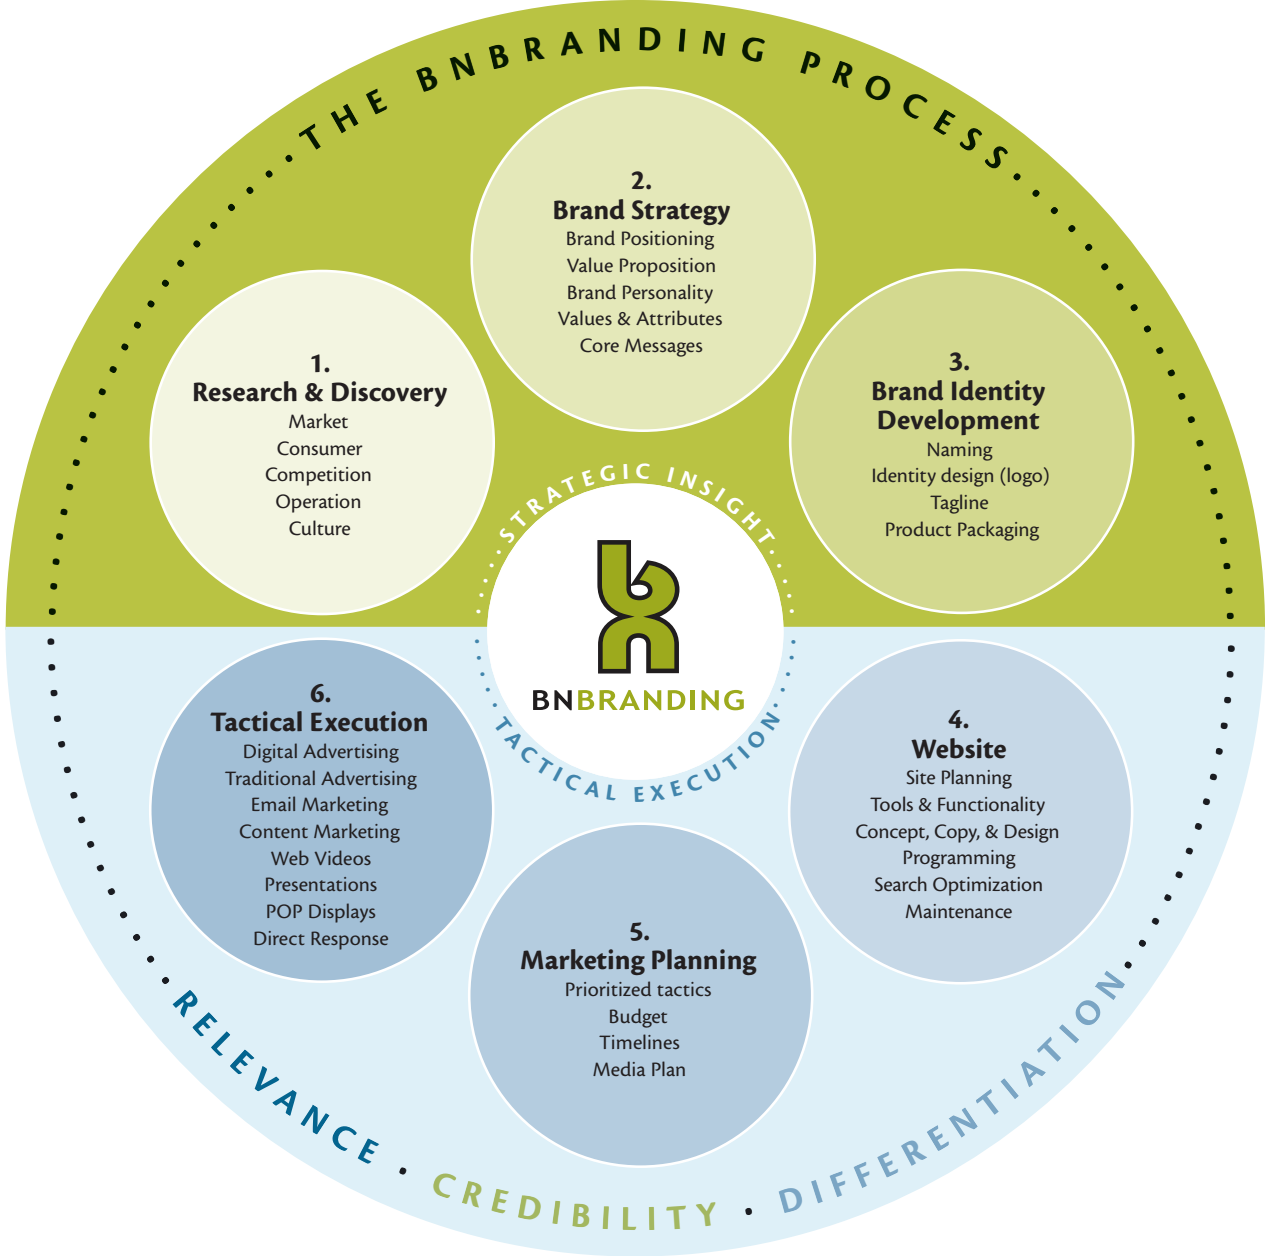 THE BNBRANDING PROCESS
1.
Research & Discovery
Market
Consumer
Competition
Operation
Culture
2.
Brand Strategy
Brand Positioning
Value Proposition
Brand Personality
Values & Attributes
Core Messages
3.
Brand Identity
Development
Naming
Identity design (logo)
Tagline
Product Packaging
STRATEGIC INSIGHT
BNBRANDING
TACTICAL EXECUTION
4.
Website
Site Planning
Tools & Functionality
Concept, Copy, & Design
Programming
Search Optimization
Maintenance
5.
Marketing Planning
Prioritized tactics
Budget
Timelines
Media Plan
6.
Tactical Execution
Digital Advertising
Traditional Advertising
Email Marketing
Content Marketing
Web Videos
Presentations
POP Displays
Direct Response
RELEVANCE · CREDIBILITY · DIFFERENTIATION